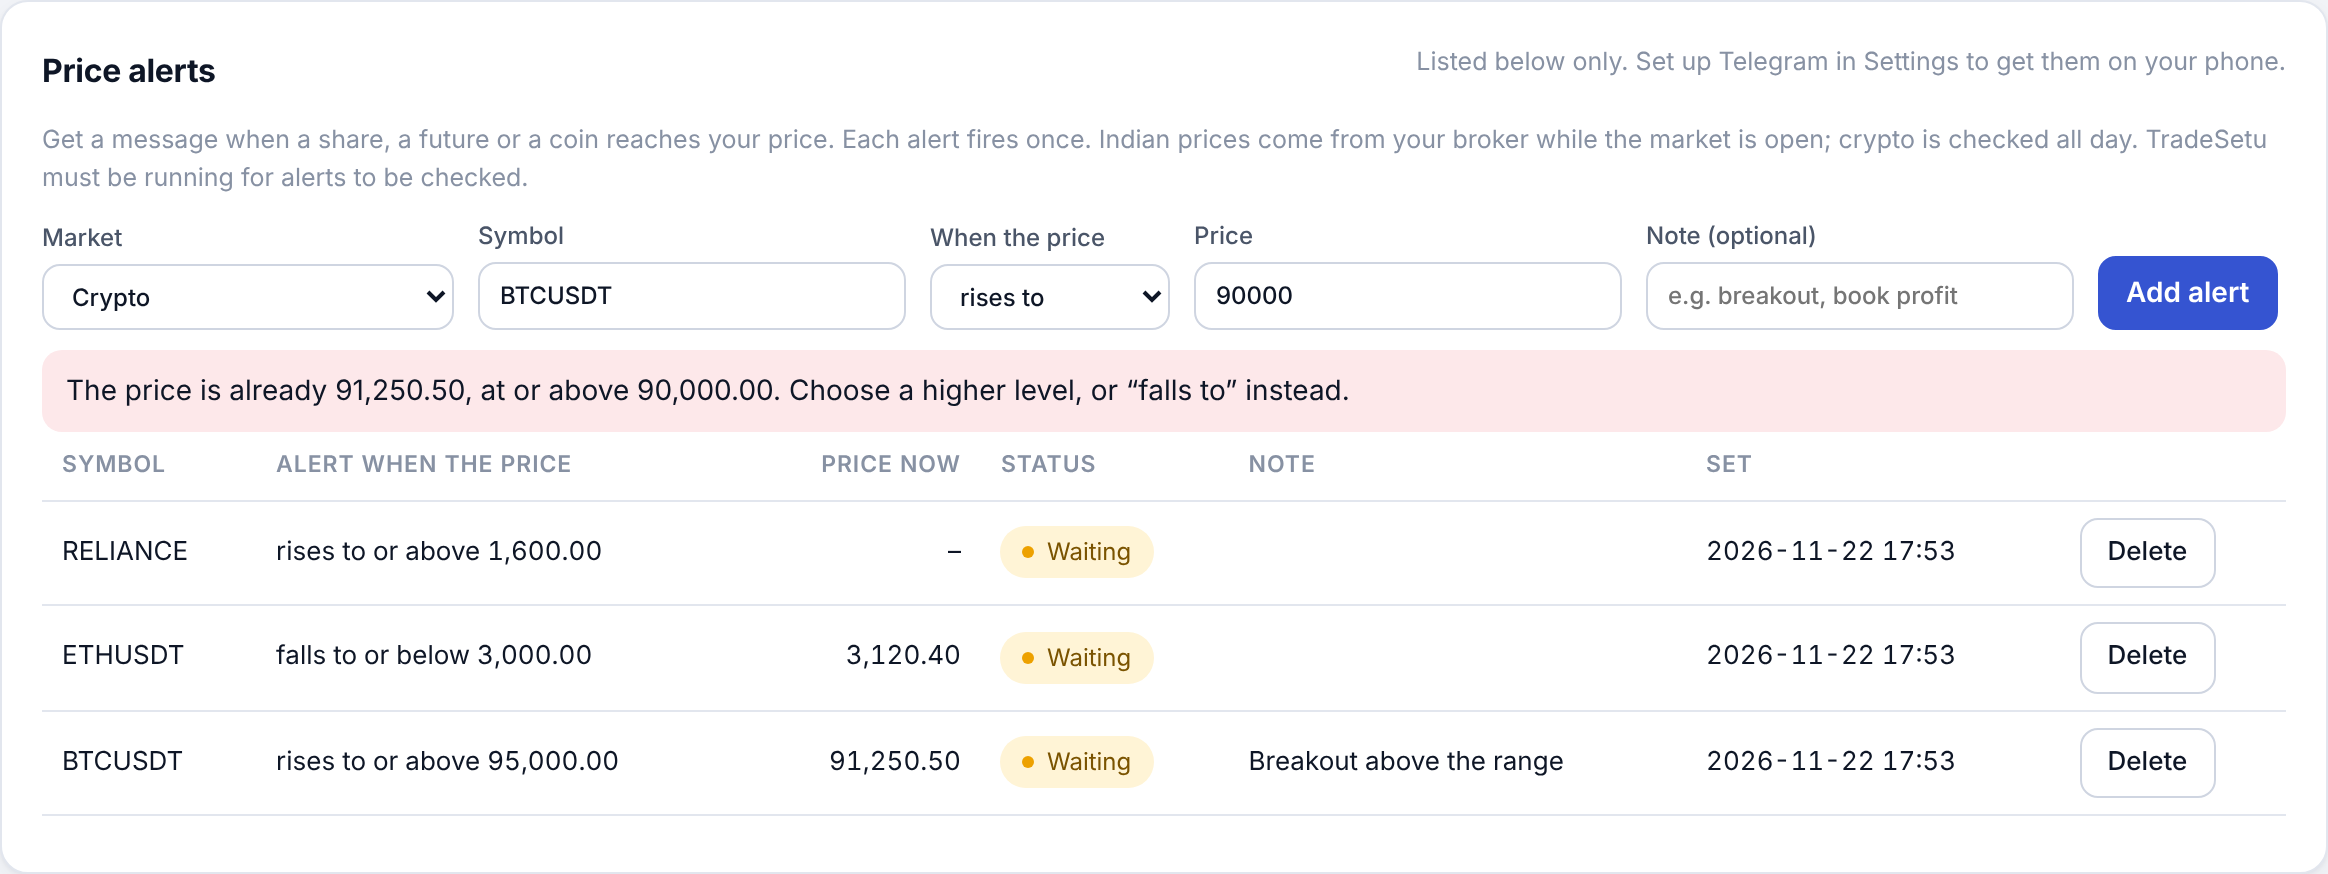 Price alerts
Listed below only. Set up Telegram in Settings to get them on your phone.
Get a message when a share, a future or a coin reaches your price. Each alert fires once. Indian prices come from your broker while the market is open; crypto is checked all day. TradeSetu
must be running for alerts to be checked.
Market Symbol When the price Price Note (optional)
Crypto BTCUSDT rises to 90000 e.g. breakout, book profit Add alert
The price is already 91,250.50, at or above 90,000.00. Choose a higher level, or “falls to” instead.
SYMBOL ALERT WHEN THE PRICE PRICE NOW STATUS NOTE SET
RELIANCE rises to or above 1,600.00 – Waiting 2026-11-22 17:53 Delete
ETHUSDT falls to or below 3,000.00 3,120.40 Waiting 2026-11-22 17:53 Delete
BTCUSDT rises to or above 95,000.00 91,250.50 Waiting Breakout above the range 2026-11-22 17:53 Delete